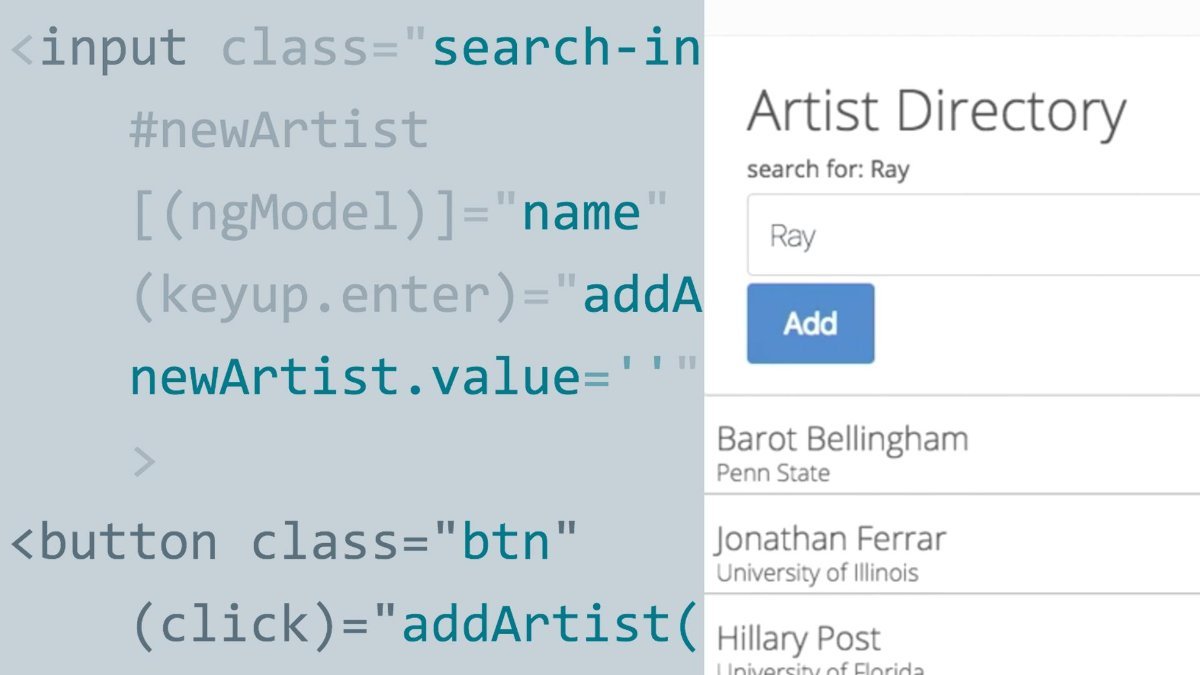 <input class="search-in
#newArtist
[(ngModel)]="name"
(keyup.enter)="addA
newArtist.value=''"
>
<button class="btn"
(click)="addArtist(
Artist Directory
search for: Ray
Ray
Add
Barot Bellingham
Penn State
Jonathan Ferrar
University of Illinois
Hillary Post
University of Florida